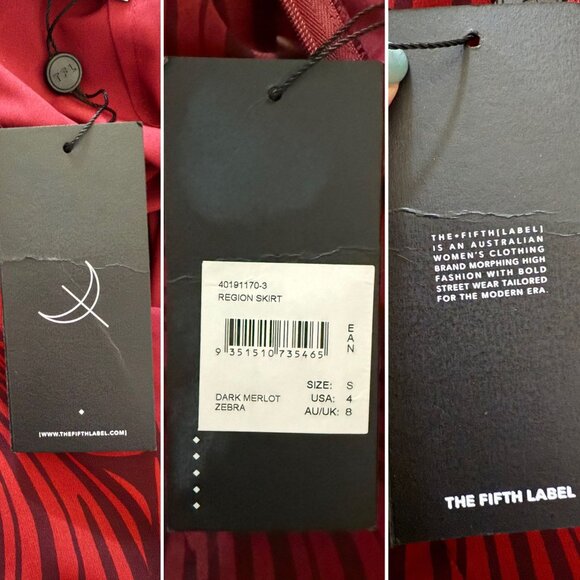 TFL
[WWW.THEFIFTHLABEL.COM]
40191170-3
REGION SKIRT
EAN
9 351510 735465
SIZE: S
DARK MERLOT USA: 4
ZEBRA AU/UK: 8
THE•FIFTH[LABEL]
IS AN AUSTRALIAN
WOMEN'S CLOTHING
BRAND MORPHING HIGH
FASHION WITH BOLD
STREET WEAR TAILORED
FOR THE MODERN ERA.
THE FIFTH LABEL